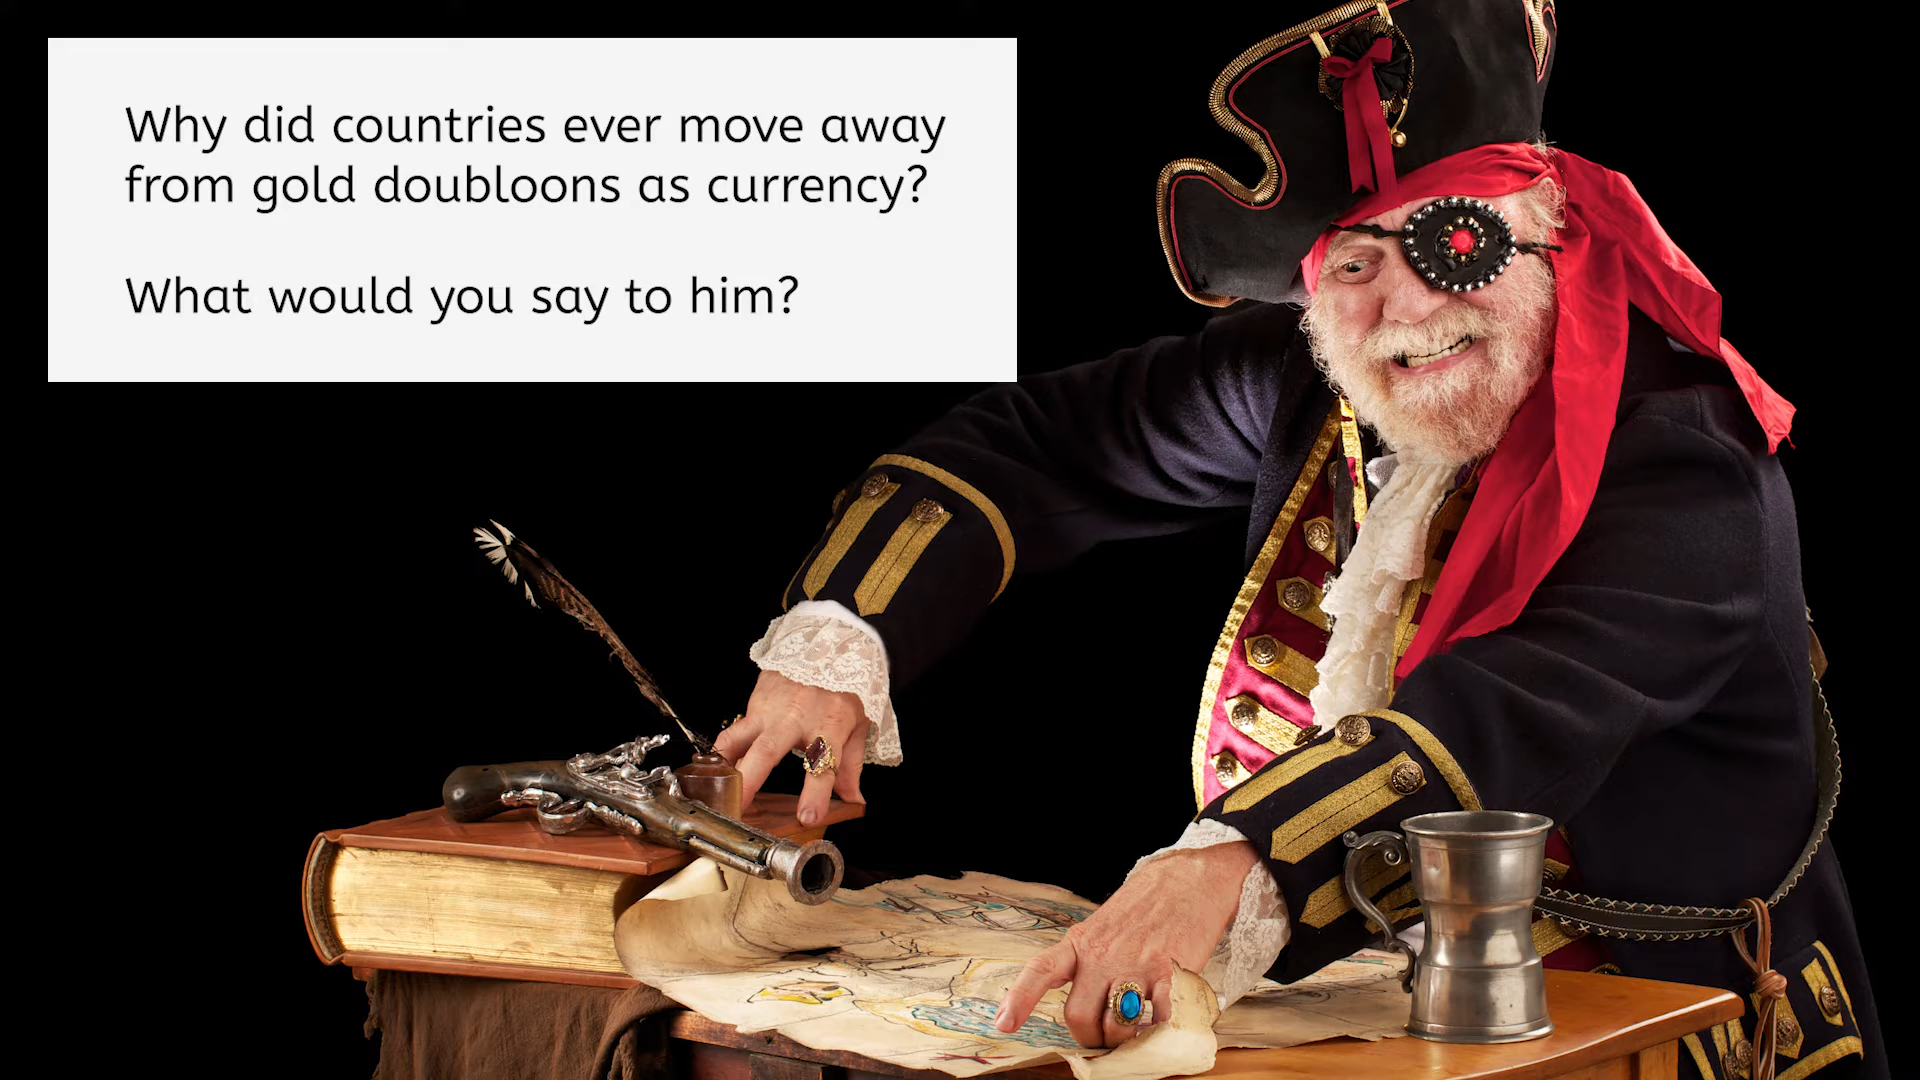 Why did countries ever move away
from gold doubloons as currency?
What would you say to him?